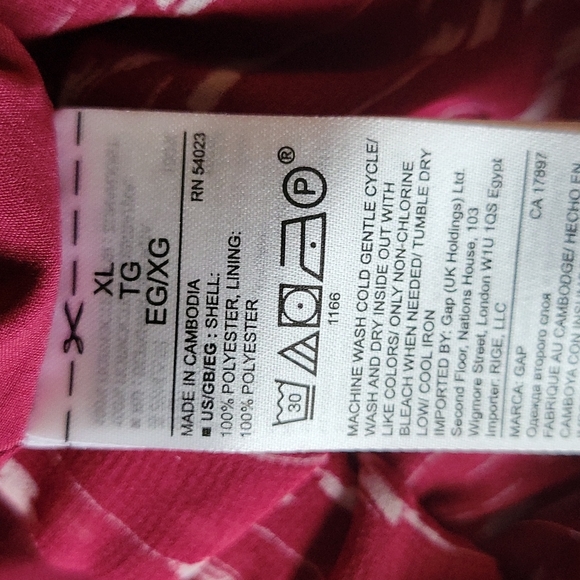 XL
TG
EG/XG
MADE IN CAMBODIA RN 54023
US/GB/EG : SHELL:
100% POLYESTER, LINING:
100% POLYESTER
30 P ®
1166
MACHINE WASH COLD GENTLE CYCLE/
WASH AND DRY INSIDE OUT WITH
LIKE COLORS/ ONLY NON-CHLORINE
BLEACH WHEN NEEDED/ TUMBLE DRY
LOW/ COOL IRON
IMPORTED BY: Gap (UK Holdings) Ltd.
Second Floor, Nations House, 103
Wigmore Street, London W1U 1QS Egypt
Importer: RIGE, LLC
MARCA: GAP CA 17897
Одежда второго слоя
FABRIQUE AU CAMBODGE/ HECHO EN